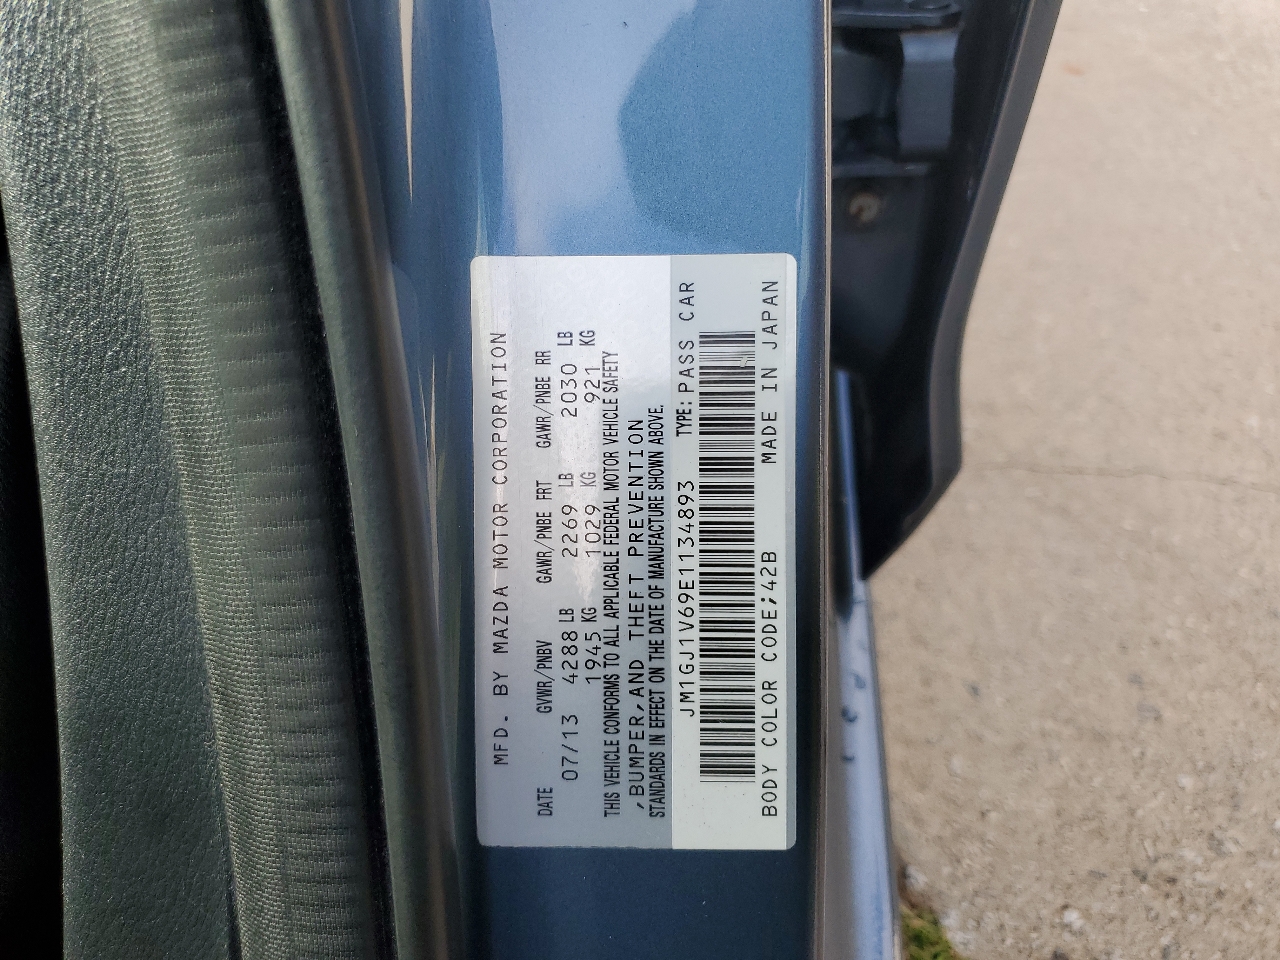 MFD. BY MAZDA MOTOR CORPORATION
DATE GVWR/PNBV GAWR/PNBE FRT GAWR/PNBE RR
07/13 4288 LB 2269 LB 2030 LB
1945 KG 1029 KG 921 KG
THIS VEHICLE CONFORMS TO ALL APPLICABLE FEDERAL MOTOR VEHICLE SAFETY
,BUMPER,AND THEFT PREVENTION
STANDARDS IN EFFECT ON THE DATE OF MANUFACTURE SHOWN ABOVE.
JM1GJ1V69E1134893 TYPE: PASS CAR
BODY COLOR CODE;42B MADE IN JAPAN